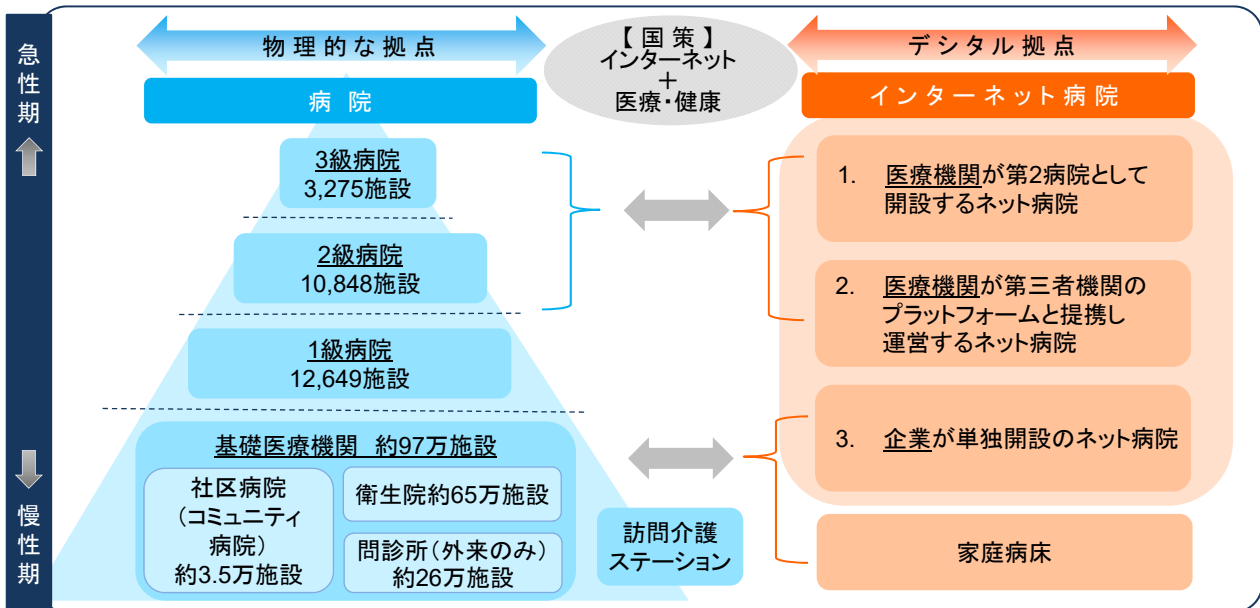 急性期
慢性期
物理的な拠点
【国策】
インターネット
＋
医療・健康
デシタル拠点
病院
インターネット病院
3級病院
3,275施設
2級病院
10,848施設
1級病院
12,649施設
基礎医療機関 約97万施設
社区病院
(コミュニティ
病院)
約3.5万施設
衛生院約65万施設
問診所(外来のみ)
約26万施設
訪問介護
ステーション
1. 医療機関が第2病院として
開設するネット病院
2. 医療機関が第三者機関の
プラットフォームと提携し
運営するネット病院
3. 企業が単独開設のネット病院
家庭病床